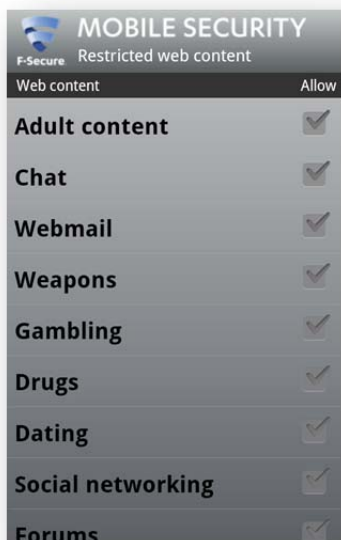 MOBILE SECURITY
F-Secure
Restricted web content
Web content Allow
Adult content
Chat
Webmail
Weapons
Gambling
Drugs
Dating
Social networking
Forums